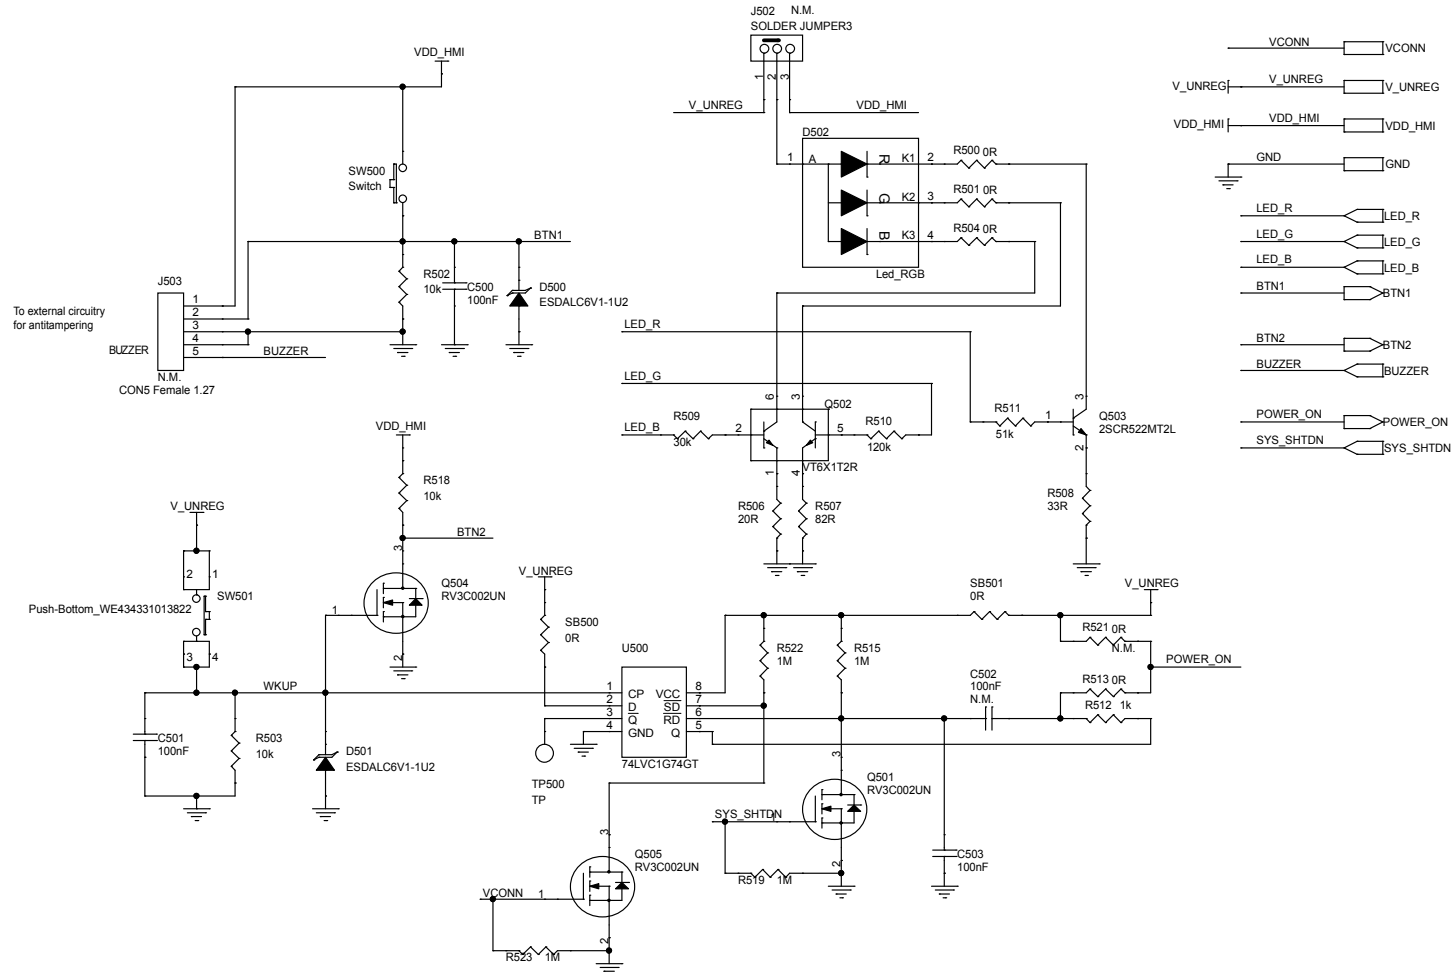 J502 N.M.
SOLDER JUMPER3
1 2 3
V_UNREG VDD_HMI
VDD_HMI
SW500
Switch
BTN1
R502
10k
C500
100nF
D500
ESDALC6V1-1U2
J503
To external circuitry
for antitampering
1
2
3
4
5
BUZZER
BUZZER
N.M.
CON5 Female 1.27
D502
1 A R K1 2 R500 0R
G K2 3 R501 0R
B K3 4 R504 0R
Led_RGB
LED_R
LED_G
LED_B
R509
30k
2
6 3
Q502
5
R510
120k
1 4
VT6X1T2R
R506
20R
R507
82R
R511
51k
1
3
Q503
2SCR522MT2L
2
R508
33R
VCONN VCONN
V_UNREG V_UNREG V_UNREG
VDD_HMI VDD_HMI VDD_HMI
GND GND
LED_R LED_R
LED_G LED_G
LED_B LED_B
BTN1 BTN1
BTN2 BTN2
BUZZER BUZZER
POWER_ON POWER_ON
SYS_SHTDN SYS_SHTDN
VDD_HMI
R518
10k
BTN2
3
Q504
RV3C002UN
1
2
V_UNREG
2 1
SW501
Push-Bottom_WE434331013822
3 4
WKUP
C501
100nF
R503
10k
D501
ESDALC6V1-1U2
V_UNREG
SB500
0R
U500
1 CP VCC 8
2 D SD 7
3 Q RD 6
4 GND Q 5
74LVC1G74GT
TP500
TP
R522
1M
R515
1M
SB501
0R
V_UNREG
R521 0R
N.M.
POWER_ON
R513 0R
R512 1k
C502
100nF
N.M.
3
Q501
RV3C002UN
SYS_SHTDN
1
2
R519 1M
C503
100nF
3
Q505
RV3C002UN
VCONN 1
2
R523 1M